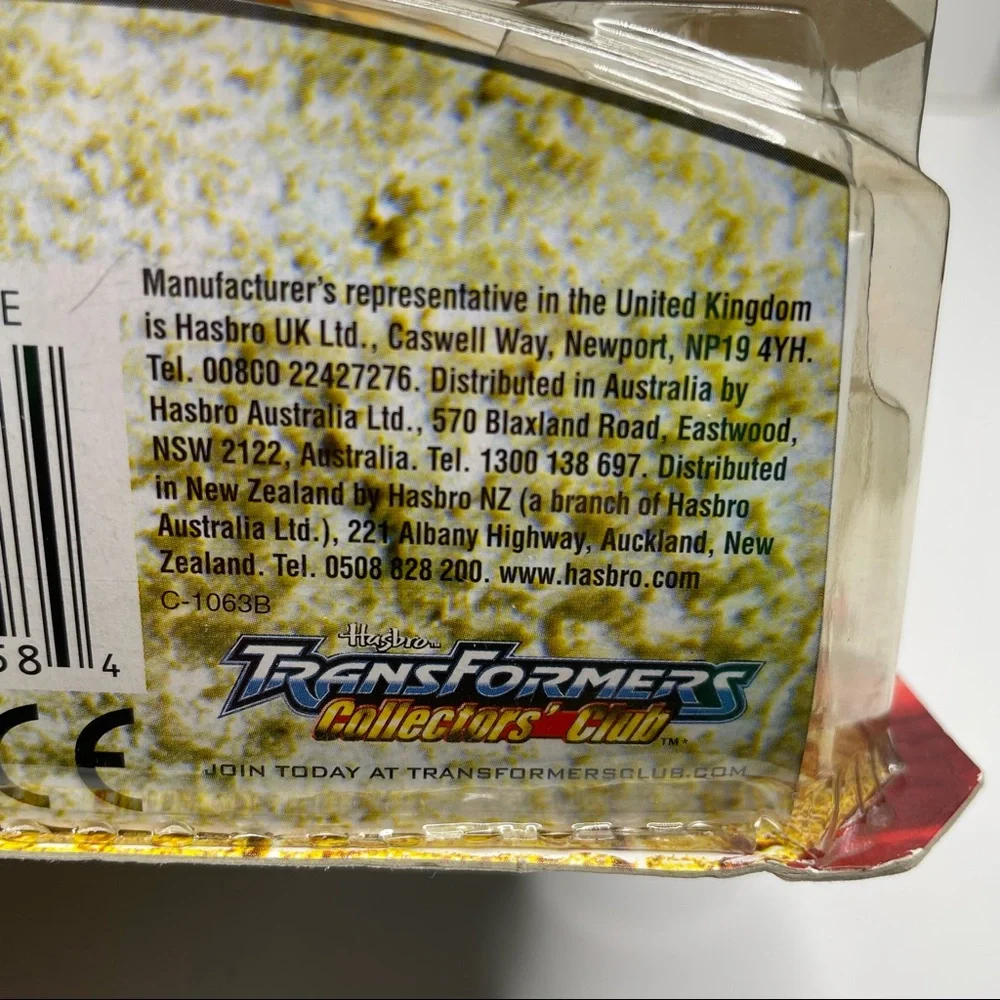 E
Manufacturer's representative in the United Kingdom
is Hasbro UK Ltd., Caswell Way, Newport, NP19 4YH.
Tel. 00800 22427276. Distributed in Australia by
Hasbro Australia Ltd., 570 Blaxland Road, Eastwood,
NSW 2122, Australia. Tel. 1300 138 697. Distributed
in New Zealand by Hasbro NZ (a branch of Hasbro
Australia Ltd.), 221 Albany Highway, Auckland, New
Zealand. Tel. 0508 828 200. www.hasbro.com
C-1063B
58 4
CE
Hasbro™
TRANSFORMERS
Collectors' Club™*
JOIN TODAY AT TRANSFORMERSCLUB.COM